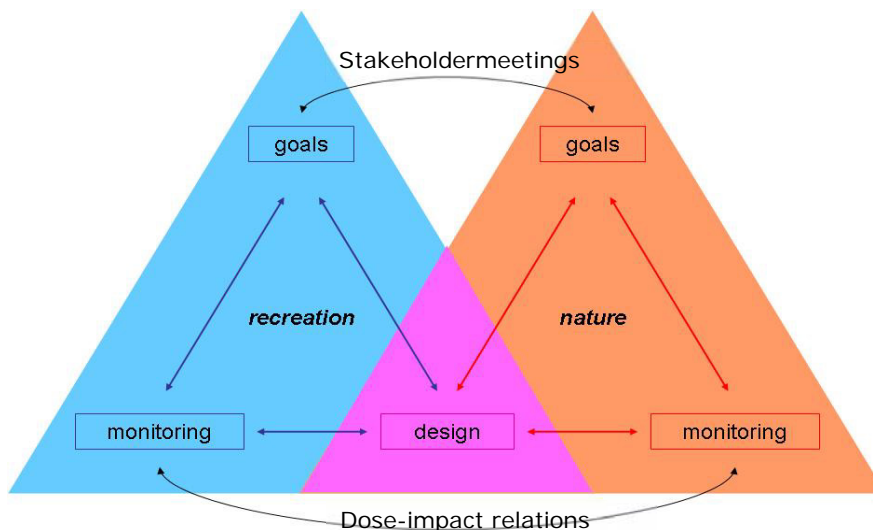 Stakeholdermeetings
goals
goals
recreation
nature
monitoring
design
monitoring
Dose-impact relations